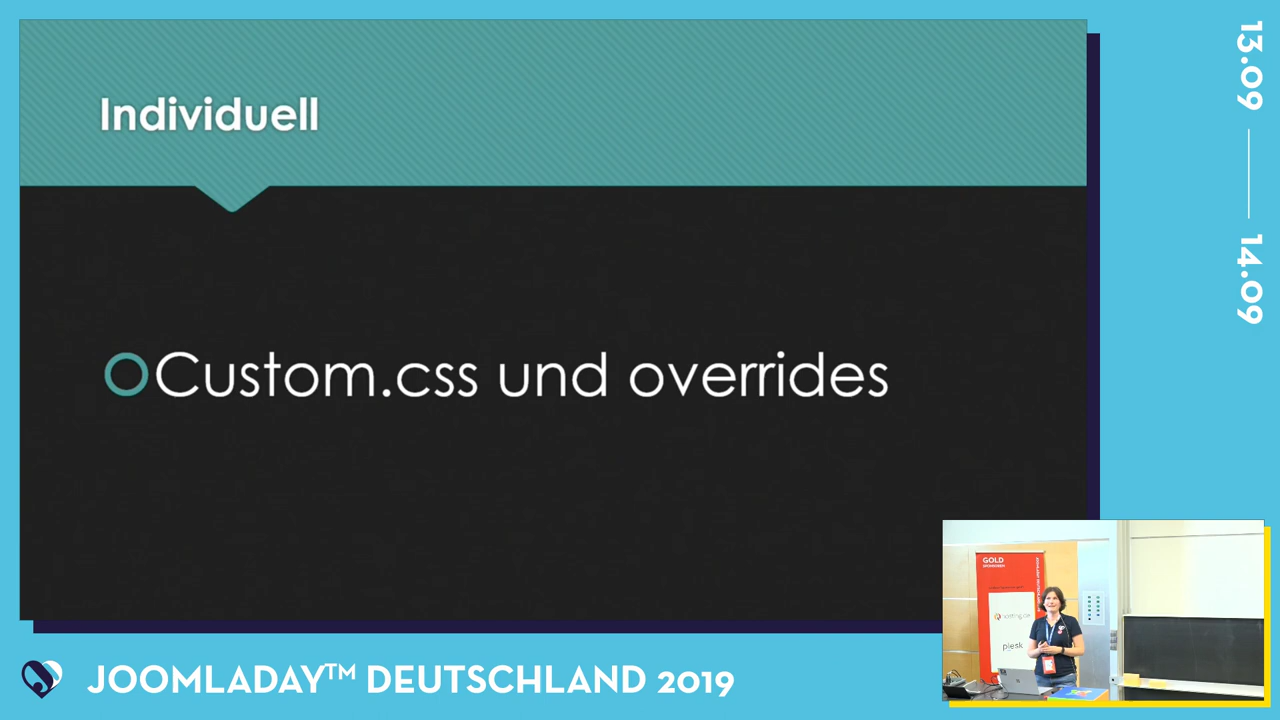 Individuell
Custom.css und overrides
13.09
14.09
GOLD
plesk
JOOMLADAY™ DEUTSCHLAND 2019